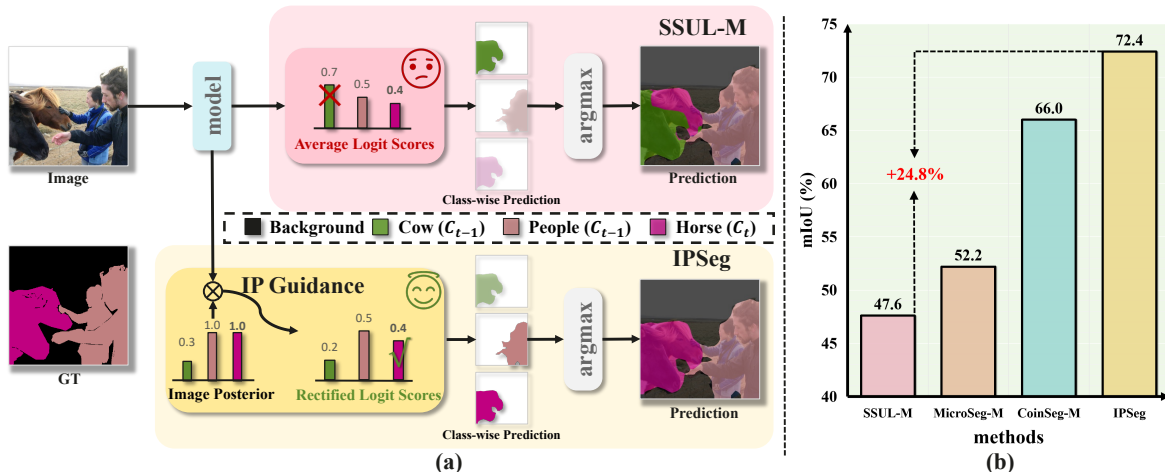 SSUL-M
Image
model
0.7
0.5
0.4
Average Logit Scores
Class-wise Prediction
argmax
Prediction
Background
Cow (C_{t−1})
People (C_{t−1})
Horse (C_t)
GT
IPSeg
IP Guidance
0.3
1.0
1.0
Image Posterior
0.2
0.5
0.4
Rectified Logit Scores
Class-wise Prediction
argmax
Prediction
(a)
mIoU (%)
75
70
65
60
50
50
45
40
47.6
52.2
66.0
72.4
+24.8%
SSUL-M
MicroSeg-M
CoinSeg-M
IPSeg
methods
(b)